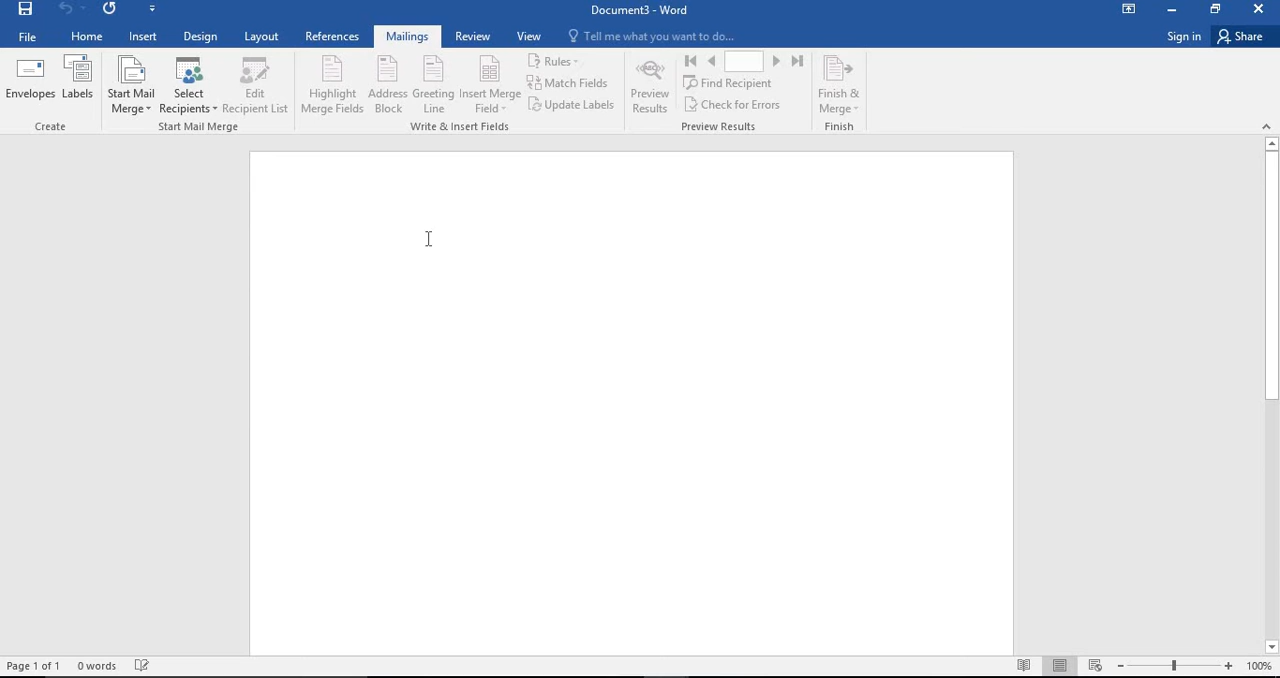 Document3 - Word
File Home Insert Design Layout References Mailings Review View Tell me what you want to do... Sign in Share
Envelopes Labels
Create
Start Mail Merge
Select Recipients
Edit Recipient List
Start Mail Merge
Highlight Merge Fields
Address Block
Greeting Line
Insert Merge Field
Rules
Match Fields
Update Labels
Write & Insert Fields
Preview Results
ABC
Find Recipient
Check for Errors
Preview Results
Finish & Merge
Finish
Page 1 of 1 0 words 100%